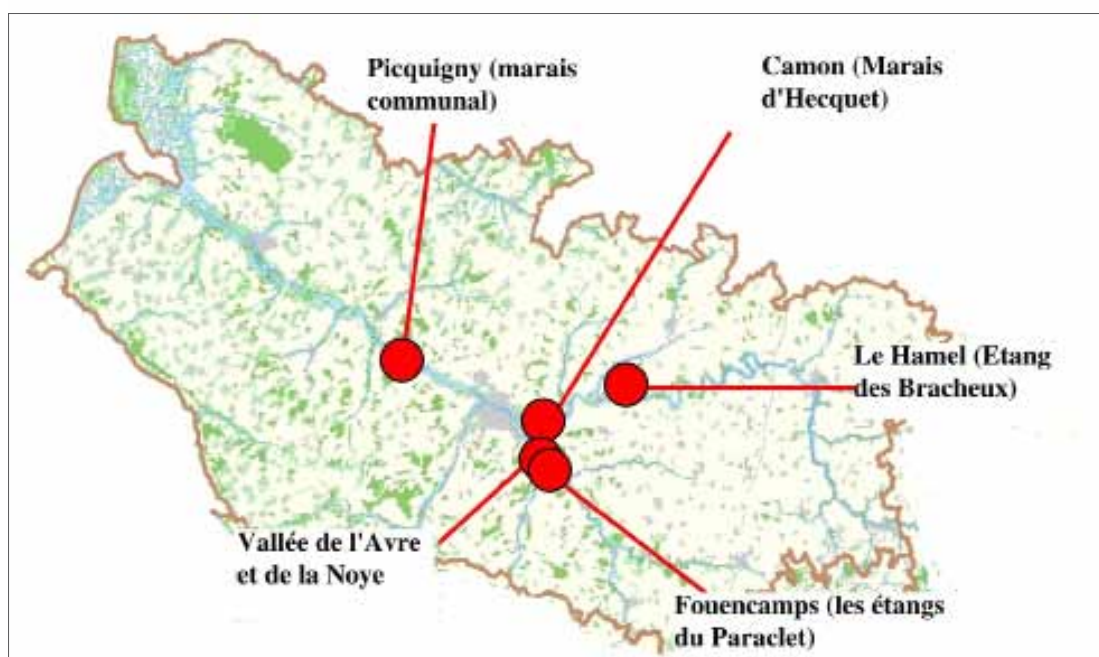 Picquigny (marais
communal)
Camon (Marais
d'Hecquet)
Le Hamel (Etang
des Bracheux)
Vallée de l'Avre
et de la Noye
Fouencamps (les étangs
du Paraclet)